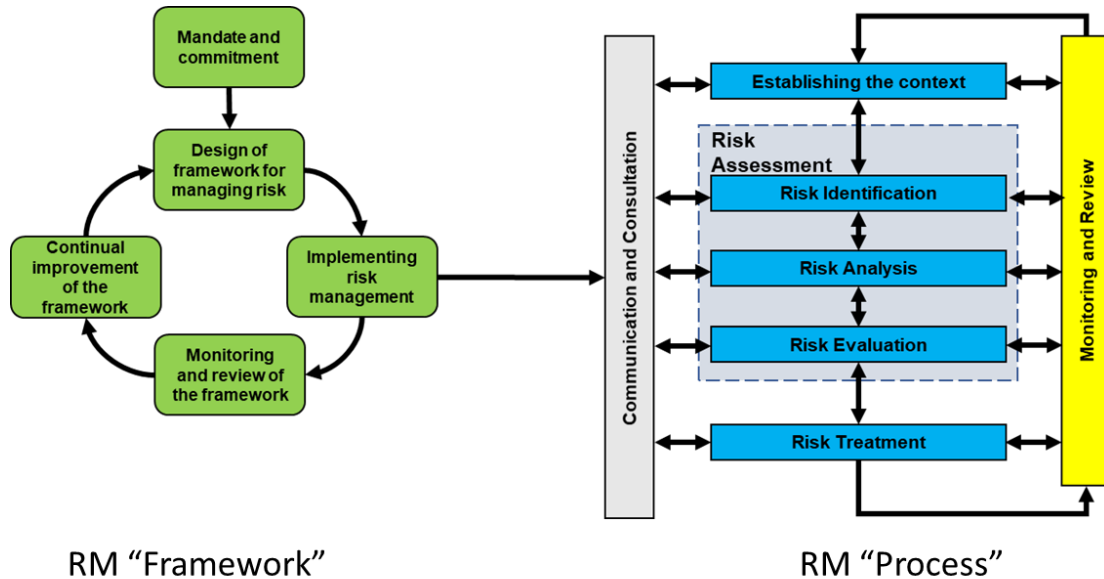 Mandate and
commitment
Design of
framework for
managing risk
Continual
improvement
of the
framework
Implementing
risk
management
Monitoring
and review of
the framework
RM “Framework”
Communication and Consultation
Establishing the context
Risk
Assessment
Risk Identification
Risk Analysis
Risk Evaluation
Risk Treatment
Monitoring and Review
RM “Process”